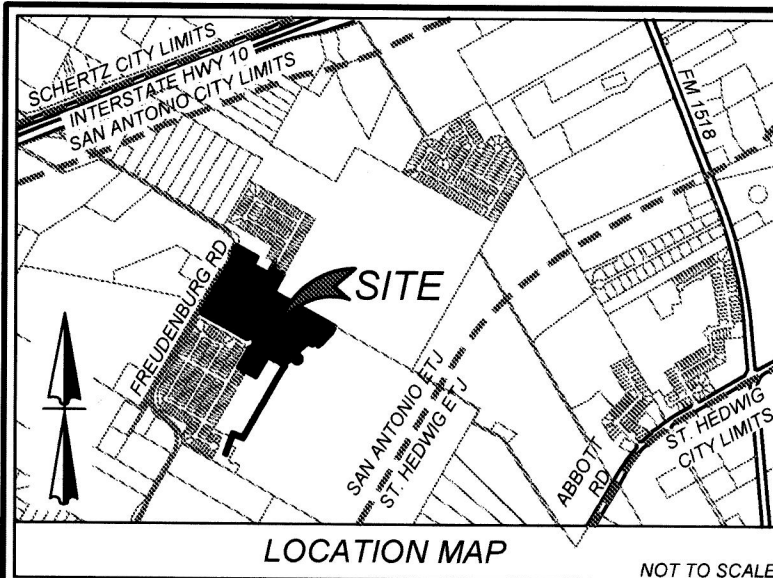 SCHERTZ CITY LIMITS
INTERSTATE HWY 10
SAN ANTONIO CITY LIMITS
FM 1518
FREUDENBURG RD
SITE
SAN ANTONIO ETJ
ST. HEDWIG ETJ
ABBOTT
RD
ST. HEDWIG
CITY LIMITS
LOCATION MAP
NOT TO SCALE